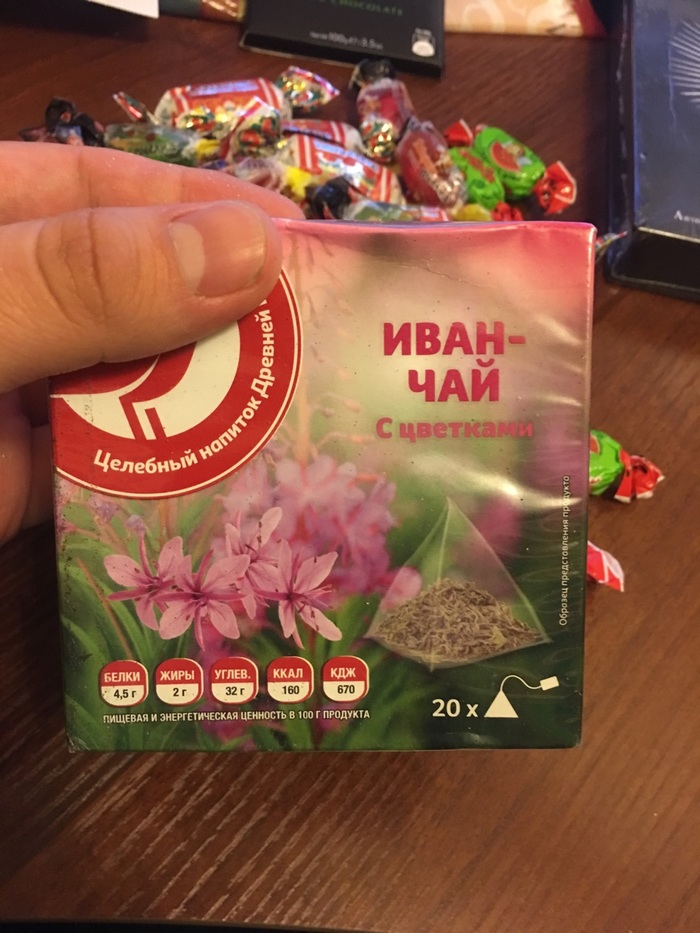 CHOCOLATE
Целебный напиток Древней
ИВАН-
ЧАЙ
С цветками
Образец представления продукта
БЕЛКИ
4,5 г
ЖИРЫ
2 г
УГЛЕВ.
32 г
ККАЛ
160
КДЖ
670
ПИЩЕВАЯ И ЭНЕРГЕТИЧЕСКАЯ ЦЕННОСТЬ В 100 Г ПРОДУКТА
20 x